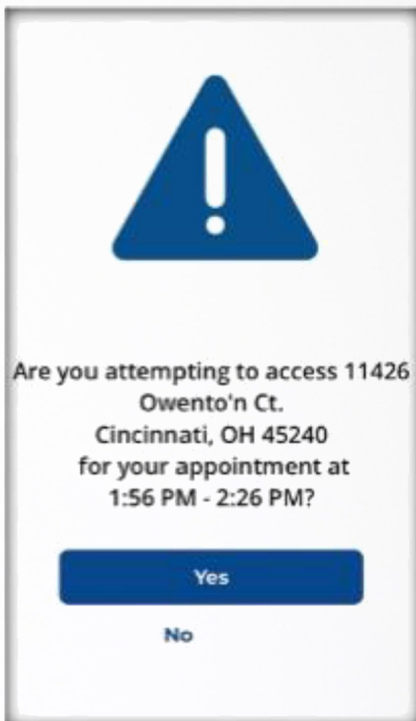 Are you attempting to access 11426
Owento'n Ct.
Cincinnati, OH 45240
for your appointment at
1:56 PM - 2:26 PM?
Yes
No